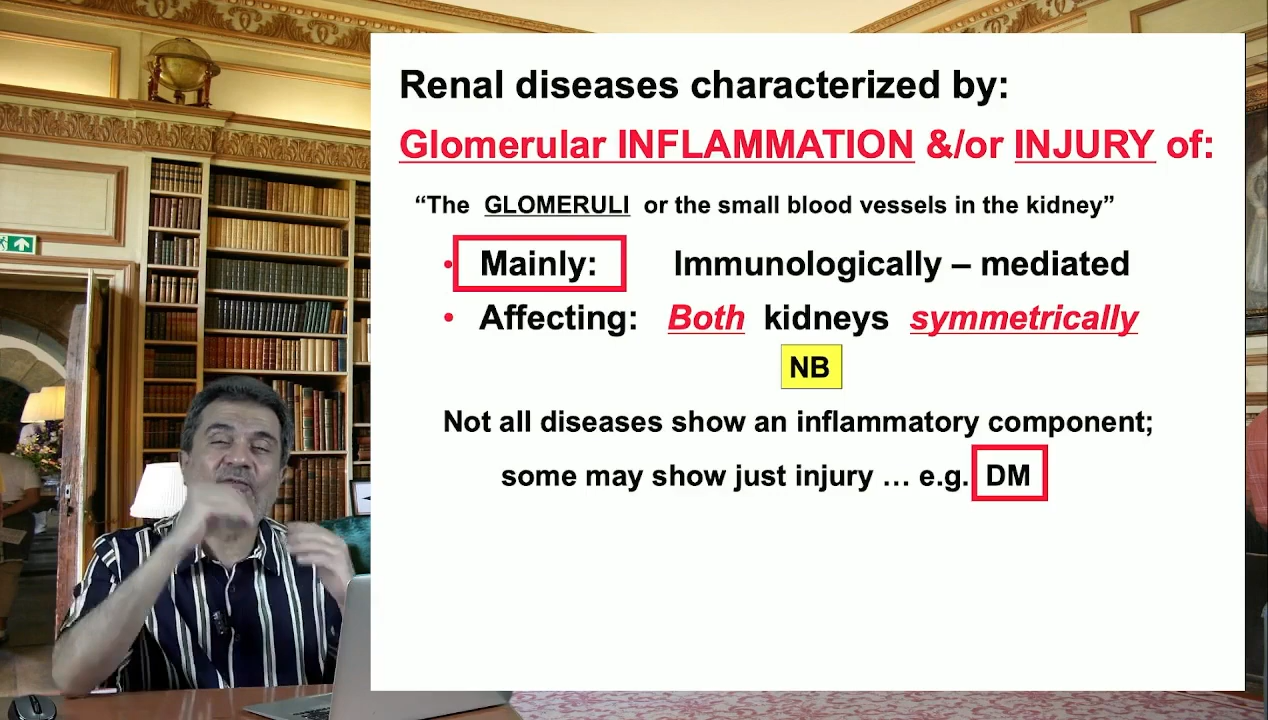 Renal diseases characterized by:
Glomerular INFLAMMATION &/or INJURY of:
“The GLOMERULI or the small blood vessels in the kidney”
• Mainly: Immunologically – mediated
• Affecting: Both kidneys symmetrically
NB
Not all diseases show an inflammatory component;
some may show just injury … e.g. DM